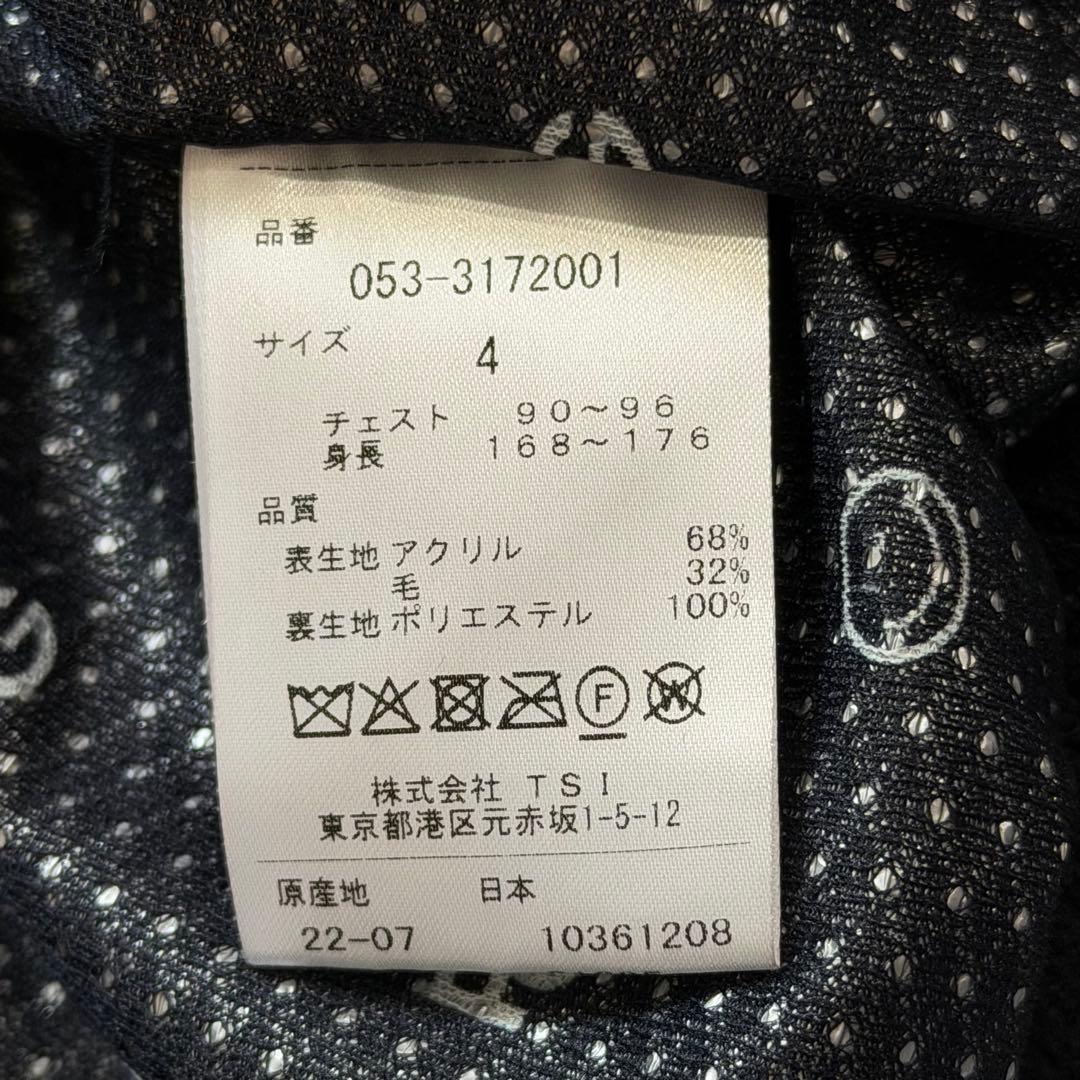 品番
053-3172001
サイズ 4
チェスト 90～96
身長 168～176
品質
表生地 アクリル 68%
毛 32%
裏生地 ポリエステル 100%
F W
株式会社 TSI
東京都港区元赤坂1-5-12
原産地 日本
22-07 10361208
D
G